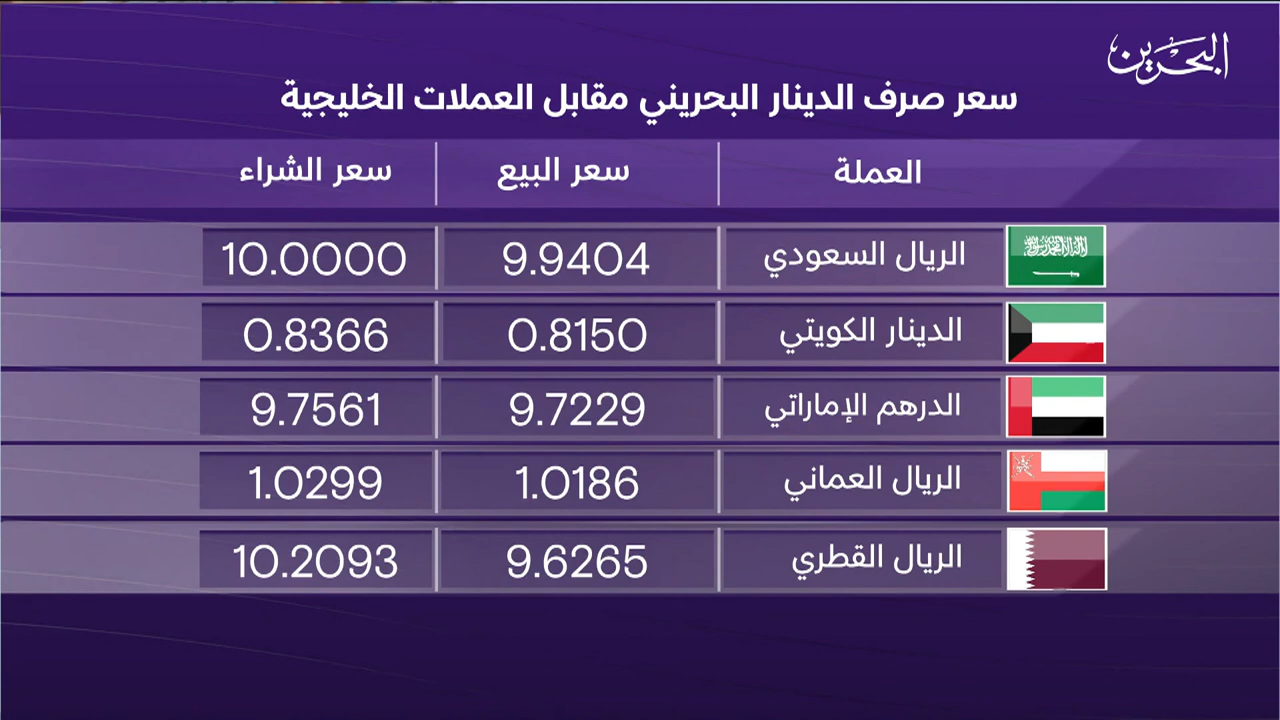 البحرين
سعر صرف الدينار البحريني مقابل العملات الخليجية
العملة سعر البيع سعر الشراء
الريال السعودي 9.9404 10.0000
الدينار الكويتي 0.8150 0.8366
الدرهم الإماراتي 9.7229 9.7561
الريال العماني 1.0186 1.0299
الريال القطري 9.6265 10.2093